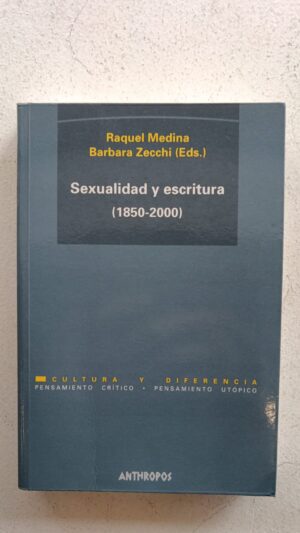 Raquel Medina
Barbara Zecchi (Eds.)
Sexualidad y escritura
(1850-2000)
CULTURA Y DIFERENCIA
PENSAMIENTO CRÍTICO • PENSAMIENTO UTÓPICO
ANTHROPOS